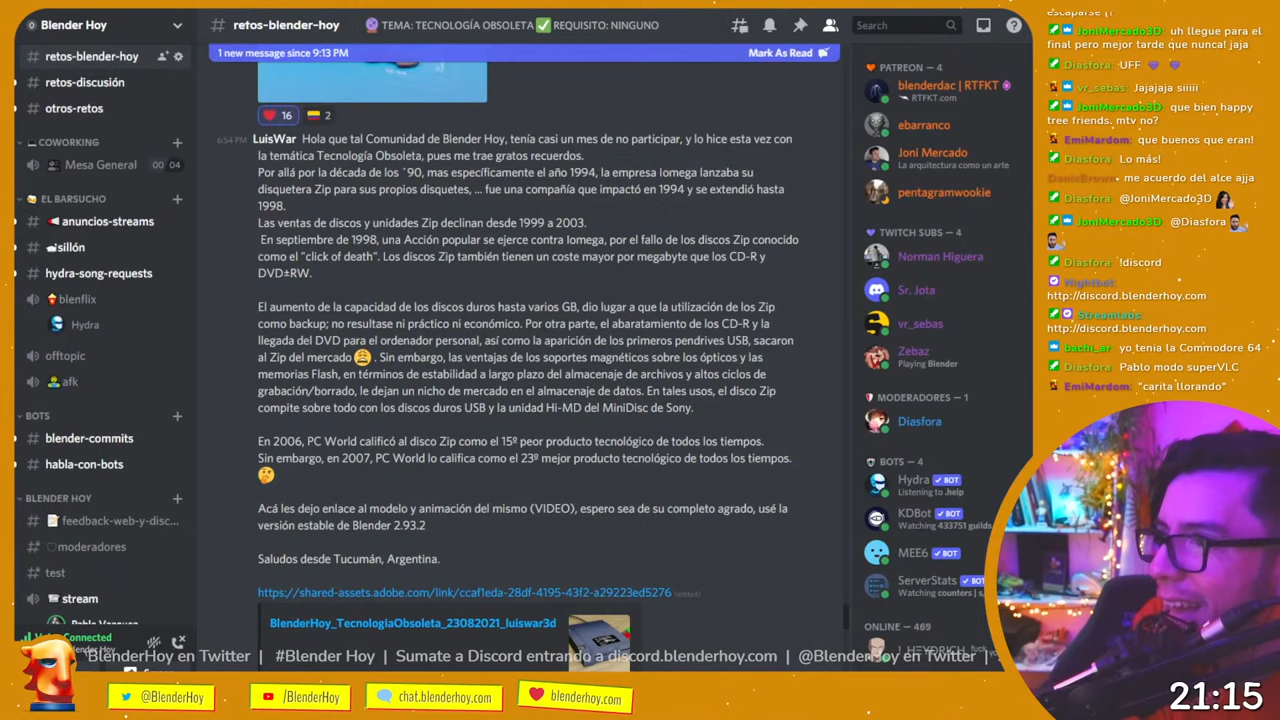 Blender Hoy
retos-blender-hoy
retos-discusión
otros-retos
COWORKING
Mesa General 00 04
EL BARSUCHO
anuncios-streams
sillón
hydra-song-requests
blenflix
Hydra
offtopic
afk
BOTS
blender-commits
habla-con-bots
BLENDER HOY
feedback-web-y-disc...
moderadores
test
stream
retos-blender-hoy TEMA: TECNOLOGÍA OBSOLETA ✅ REQUISITO: NINGUNO
Search
1 new message since 9:13 PM Mark As Read
16 2
6:54 PM LuisWar Hola que tal Comunidad de Blender Hoy, tenía casi un mes de no participar, y lo hice esta vez con
la temática Tecnología Obsoleta, pues me trae gratos recuerdos.
Por allá por la década de los ´90, mas específicamente el año 1994, la empresa Iomega lanzaba su
disquetera Zip para sus propios disquetes, ... fue una compañía que impactó en 1994 y se extendió hasta
1998.
Las ventas de discos y unidades Zip declinan desde 1999 a 2003.
En septiembre de 1998, una Acción popular se ejerce contra Iomega, por el fallo de los discos Zip conocido
como el "click of death". Los discos Zip también tienen un coste mayor por megabyte que los CD-R y
DVD±RW.
El aumento de la capacidad de los discos duros hasta varios GB, dio lugar a que la utilización de los Zip
como backup; no resultase ni práctico ni económico. Por otra parte, el abaratamiento de los CD-R y la
llegada del DVD para el ordenador personal, así como la aparición de los primeros pendrives USB, sacaron
al Zip del mercado 😩 . Sin embargo, las ventajas de los soportes magnéticos sobre los ópticos y las
memorias Flash, en términos de estabilidad a largo plazo del almacenaje de archivos y altos ciclos de
grabación/borrado, le dejan un nicho de mercado en el almacenaje de datos. En tales usos, el disco Zip
compite sobre todo con los discos duros USB y la unidad Hi-MD del MiniDisc de Sony.
En 2006, PC World calificó al disco Zip como el 15º peor producto tecnológico de todos los tiempos.
Sin embargo, en 2007, PC World lo califica como el 23º mejor producto tecnológico de todos los tiempos.
🤔
Acá les dejo enlace al modelo y animación del mismo (VIDEO), espero sea de su completo agrado, usé la
versión estable de Blender 2.93.2
Saludos desde Tucumán, Argentina.
https://shared-assets.adobe.com/link/ccaf1eda-28df-4195-43f2-a29223ed5276 (edited)
BlenderHoy_TecnologiaObsoleta_23082021_luiswar3d
PATREON — 4
blenderdac | RTFKT
RTFKT.com
ebarranco
Joni Mercado
La arquitectura como un arte
pentagramwookie
TWITCH SUBS — 4
Norman Higuera
Sr. Jota
vr_sebas
Zebaz
Playing Blender
MODERADORES — 1
Diasfora
BOTS — 4
Hydra ✓ BOT
Listening to .help
KDBot ✓ BOT
Watching 433751 guilds
MEE6 ✓ BOT
ServerStats ✓ BOT
Watching counters | s
ONLINE — 469
JoniMercado3D: uh llegue para el
final pero mejor tarde que nunca! jaja
Diasfora: UFF
vr_sebas: Jajajaja siiiii
JoniMercado3D: que bien happy
tree friends. mtv no?
EmiMardom: que buenos que eran!
Diasfora: Lo más!
DanixBrown: me acuerdo del alce ajja
Diasfora: @JoniMercado3D
JoniMercado3D: @Diasfora
Diasfora: !discord
Nightbot:
http://discord.blenderhoy.com
Streamlabs:
http://discord.blenderhoy.com
bachi_ar: yo tenia la Commodore 64
Diasfora: Pablo modo superVLC
EmiMardom: "carita llorando"
BlenderHoy en Twitter | #Blender Hoy | Sumate a Discord entrando a discord.blenderhoy.com | @BlenderHoy en Twitter |
@BlenderHoy
/BlenderHoy
chat.blenderhoy.com
blenderhoy.com
21:15